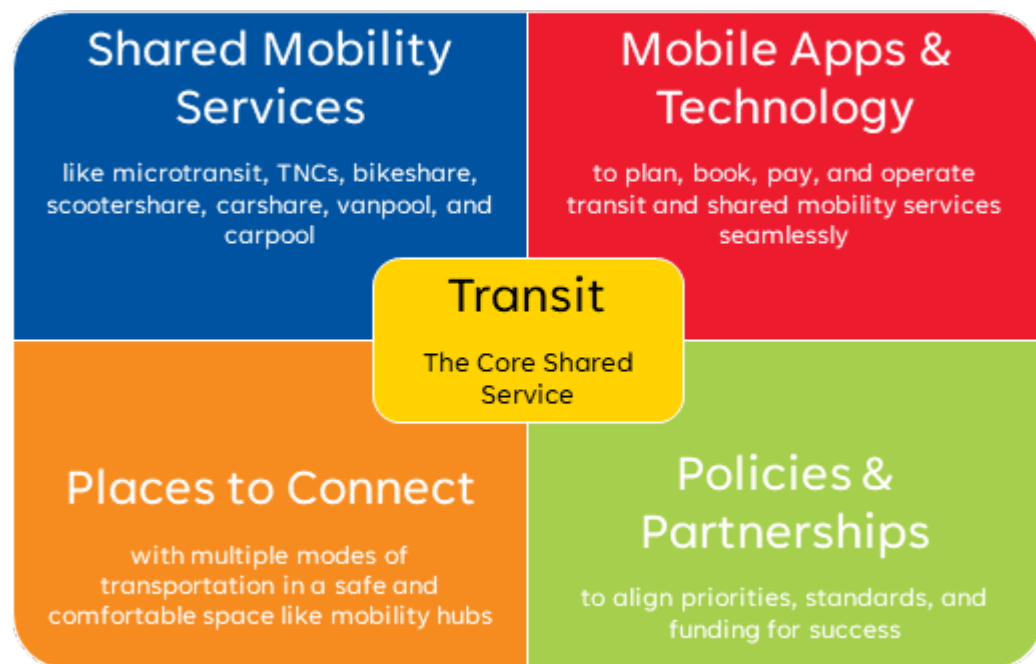 Shared Mobility
Services
like microtransit, TNCs, bikeshare,
scootershare, carshare, vanpool, and
carpool
Mobile Apps &
Technology
to plan, book, pay, and operate
transit and shared mobility services
seamlessly
Transit
The Core Shared
Service
Places to Connect
with multiple modes of
transportation in a safe and
comfortable space like mobility hubs
Policies &
Partnerships
to align priorities, standards, and
funding for success